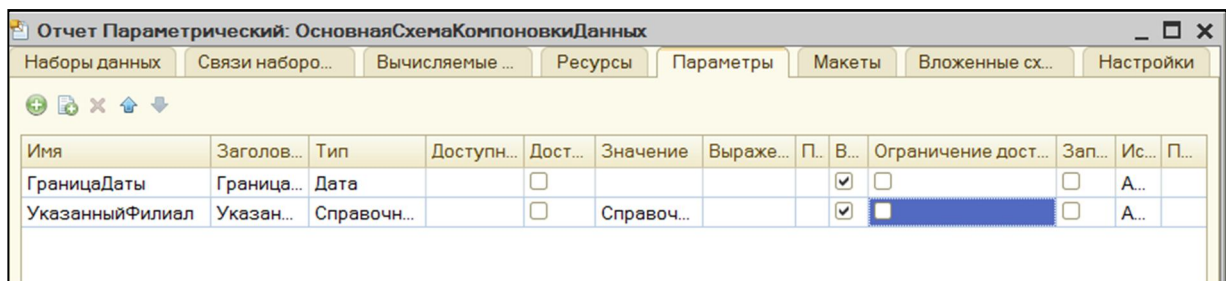 Отчет Параметрический: ОсновнаяСхемаКомпоновкиДанных
Наборы данных Связи наборо... Вычисляемые ... Ресурсы Параметры Макеты Вложенные сх... Настройки
Имя Заголов... Тип Доступн... Дост... Значение Выраже... П.. В... Ограничение дост... Зап... Ис... П...
ГраницаДаты Граница... Дата А...
УказанныйФилиал Указан... Справочн... Справоч... А...